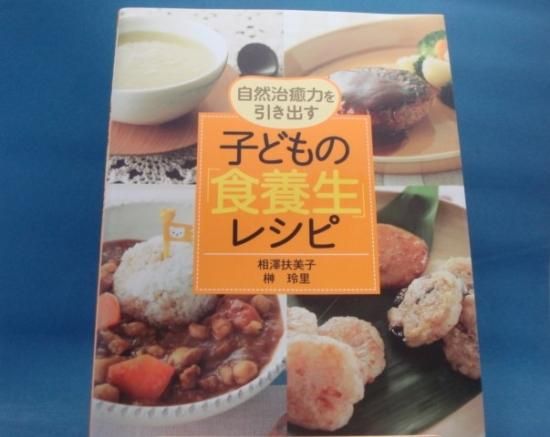 自然治癒力を
引き出す
子どもの
「食養生」
レシピ
相澤扶美子
榊 玲里